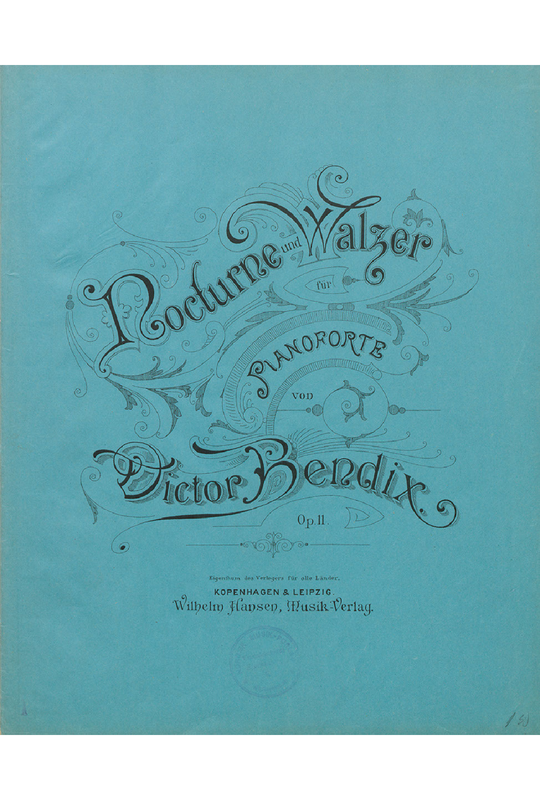 Nocturne und Walzer
für
PIANOFORTE
von
Victor Bendix.
Op. 11.
Eigenthum des Verlegers für alle Länder.
KOPENHAGEN & LEIPZIG
Wilhelm Hansen, Musik-Verlag.